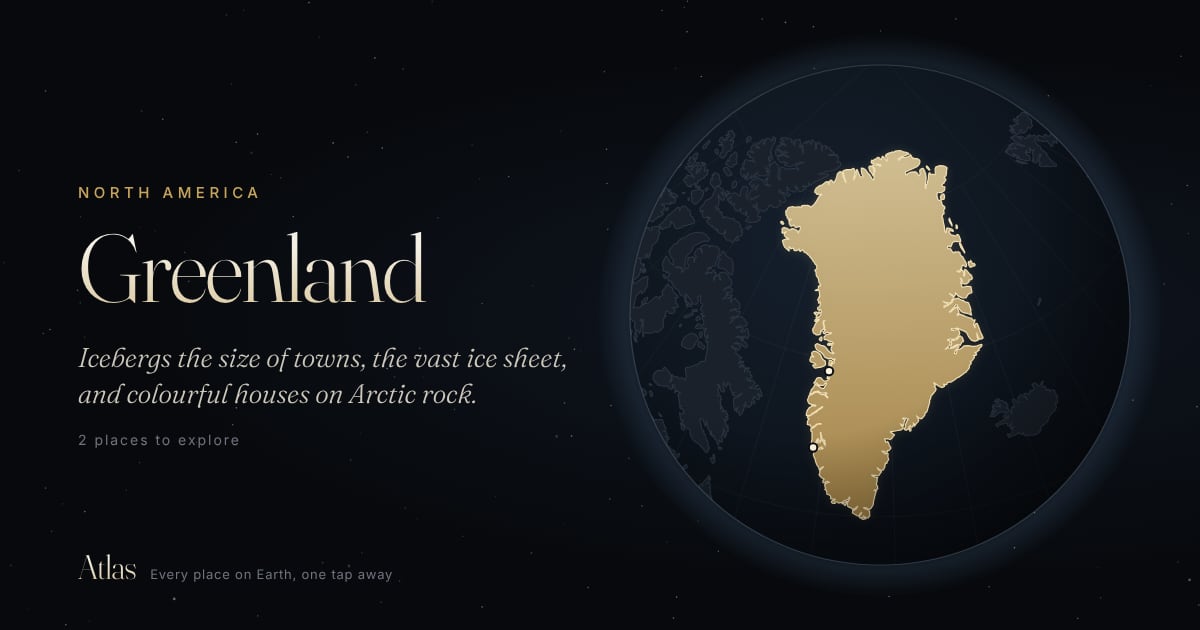 NORTH AMERICA
Greenland
Icebergs the size of towns, the vast ice sheet,
and colourful houses on Arctic rock.
2 places to explore
Atlas Every place on Earth, one tap away